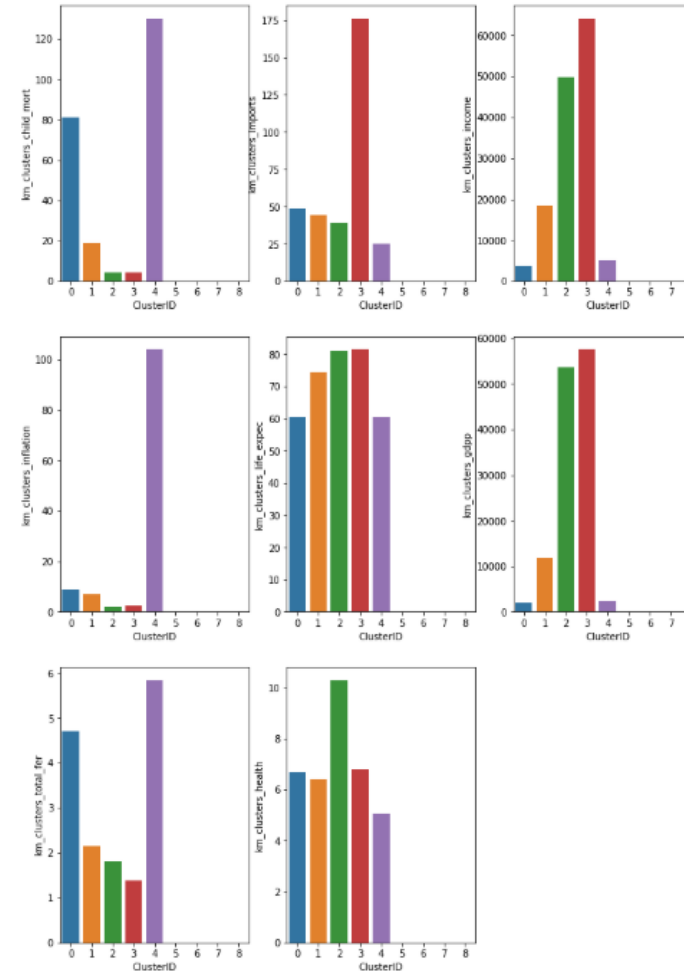 km_clusters_child_mort
120
100
80
60
40
20
0
0 1 2 3 4 5 6 7 8
ClusterID
km_clusters_imports
175
150
125
100
75
50
25
0
0 1 2 3 4 5 6 7 8
ClusterID
km_clusters_income
60000
50000
40000
30000
20000
10000
0
0 1 2 3 4 5 6 7
ClusterID
km_clusters_inflation
100
80
60
40
20
0
0 1 2 3 4 5 6 7 8
ClusterID
km_clusters_life_expec
80
70
60
50
40
30
20
10
0
0 1 2 3 4 5 6 7 8
ClusterID
km_clusters_gdpp
60000
50000
40000
30000
20000
10000
0
0 1 2 3 4 5 6 7
ClusterID
km_clusters_total_fer
6
5
4
3
2
1
0
0 1 2 3 4 5 6 7 8
ClusterID
km_clusters_health
10
8
6
4
2
0
0 1 2 3 4 5 6 7 8
ClusterID